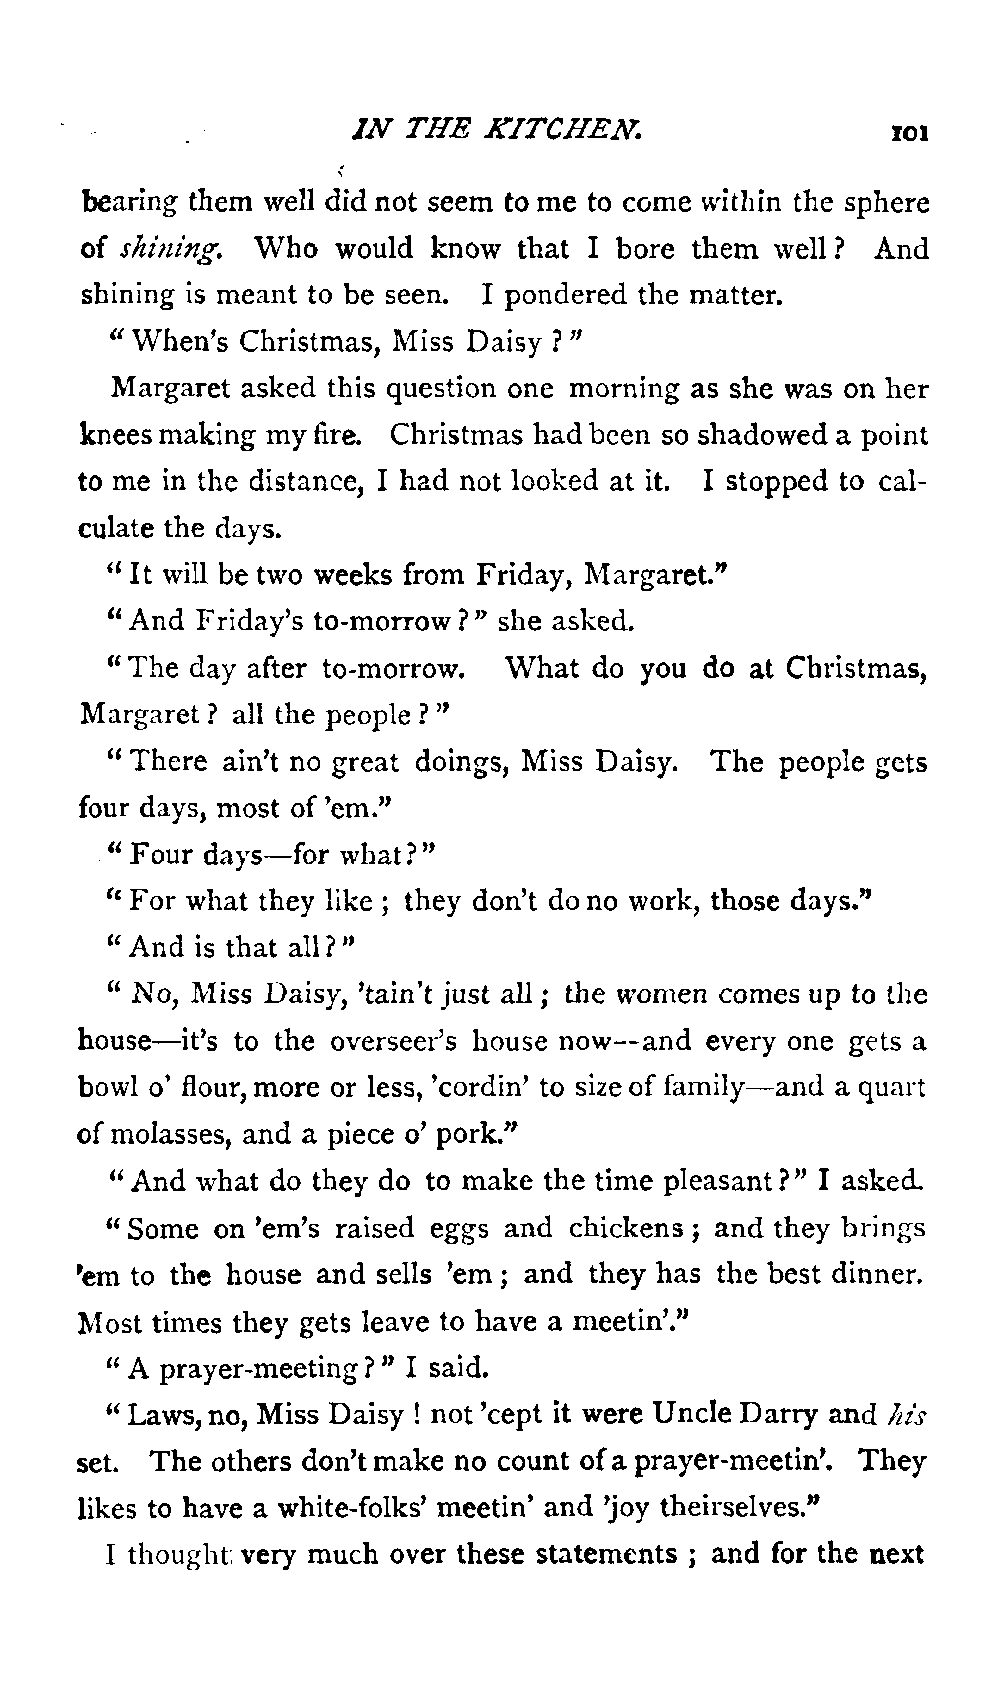 IN THE KITCHEN. 101
bearing them well did not seem to me to come within the sphere
of shining. Who would know that I bore them well? And
shining is meant to be seen. I pondered the matter.
“When's Christmas, Miss Daisy?”
Margaret asked this question one morning as she was on her
knees making my fire. Christmas had been so shadowed a point
to me in the distance, I had not looked at it. I stopped to cal-
culate the days.
“It will be two weeks from Friday, Margaret.”
“And Friday's to-morrow?” she asked.
“The day after to-morrow. What do you do at Christmas,
Margaret? all the people?”
“There ain't no great doings, Miss Daisy. The people gets
four days, most of 'em.”
“Four days—for what?”
“For what they like; they don't do no work, those days.”
“And is that all?”
“No, Miss Daisy, 'tain't just all; the women comes up to the
house—it's to the overseer's house now--and every one gets a
bowl o' flour, more or less, 'cordin' to size of family—and a quart
of molasses, and a piece o' pork.”
“And what do they do to make the time pleasant?” I asked.
“Some on 'em's raised eggs and chickens; and they brings
'em to the house and sells 'em; and they has the best dinner.
Most times they gets leave to have a meetin'.”
“A prayer-meeting?” I said.
“Laws, no, Miss Daisy! not 'cept it were Uncle Darry and his
set. The others don't make no count of a prayer-meetin'. They
likes to have a white-folks' meetin' and 'joy theirselves.”
I thought very much over these statements; and for the next